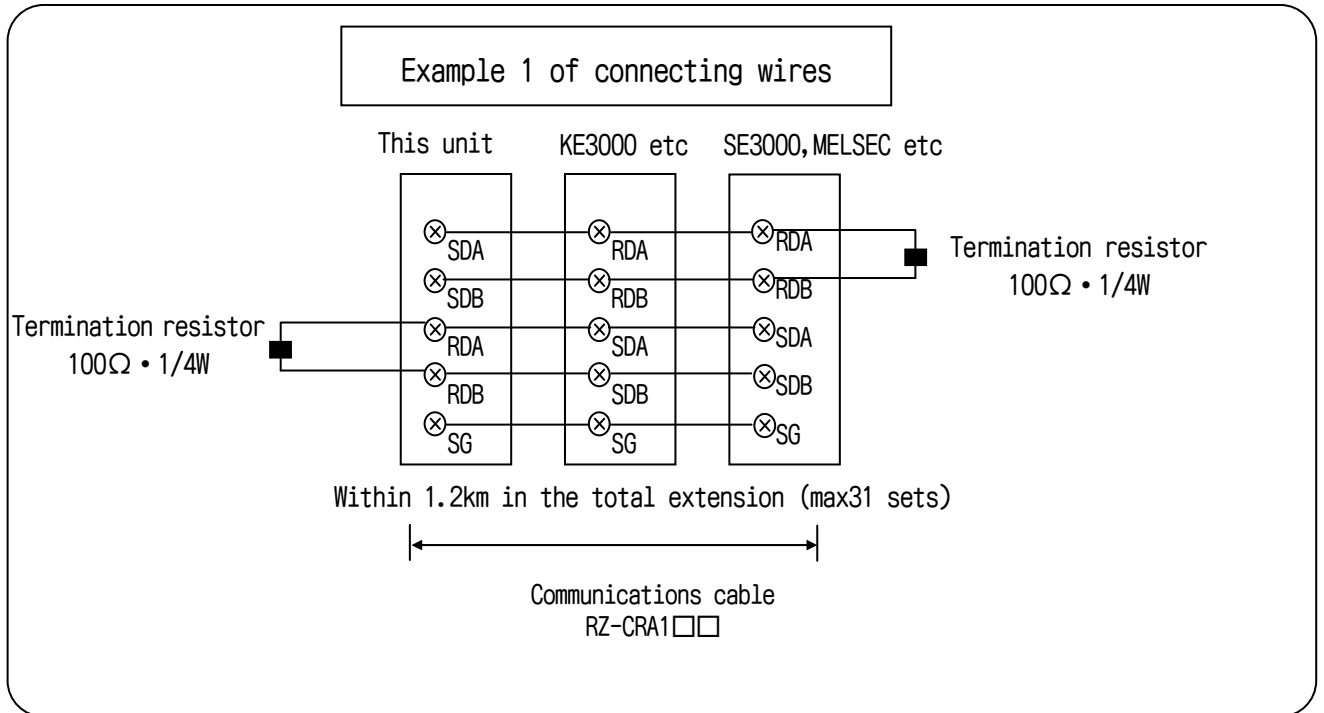 Example 1 of connecting wires
This unit
KE3000 etc
SE3000,MELSEC etc
SDA
RDA
RDA
SDB
RDB
RDB
RDA
SDA
SDA
RDB
SDB
SDB
SG
SG
SG
Termination resistor
100Ω・1/4W
Termination resistor
100Ω・1/4W
Within 1.2km in the total extension (max31 sets)
Communications cable
RZ-CRA1□□